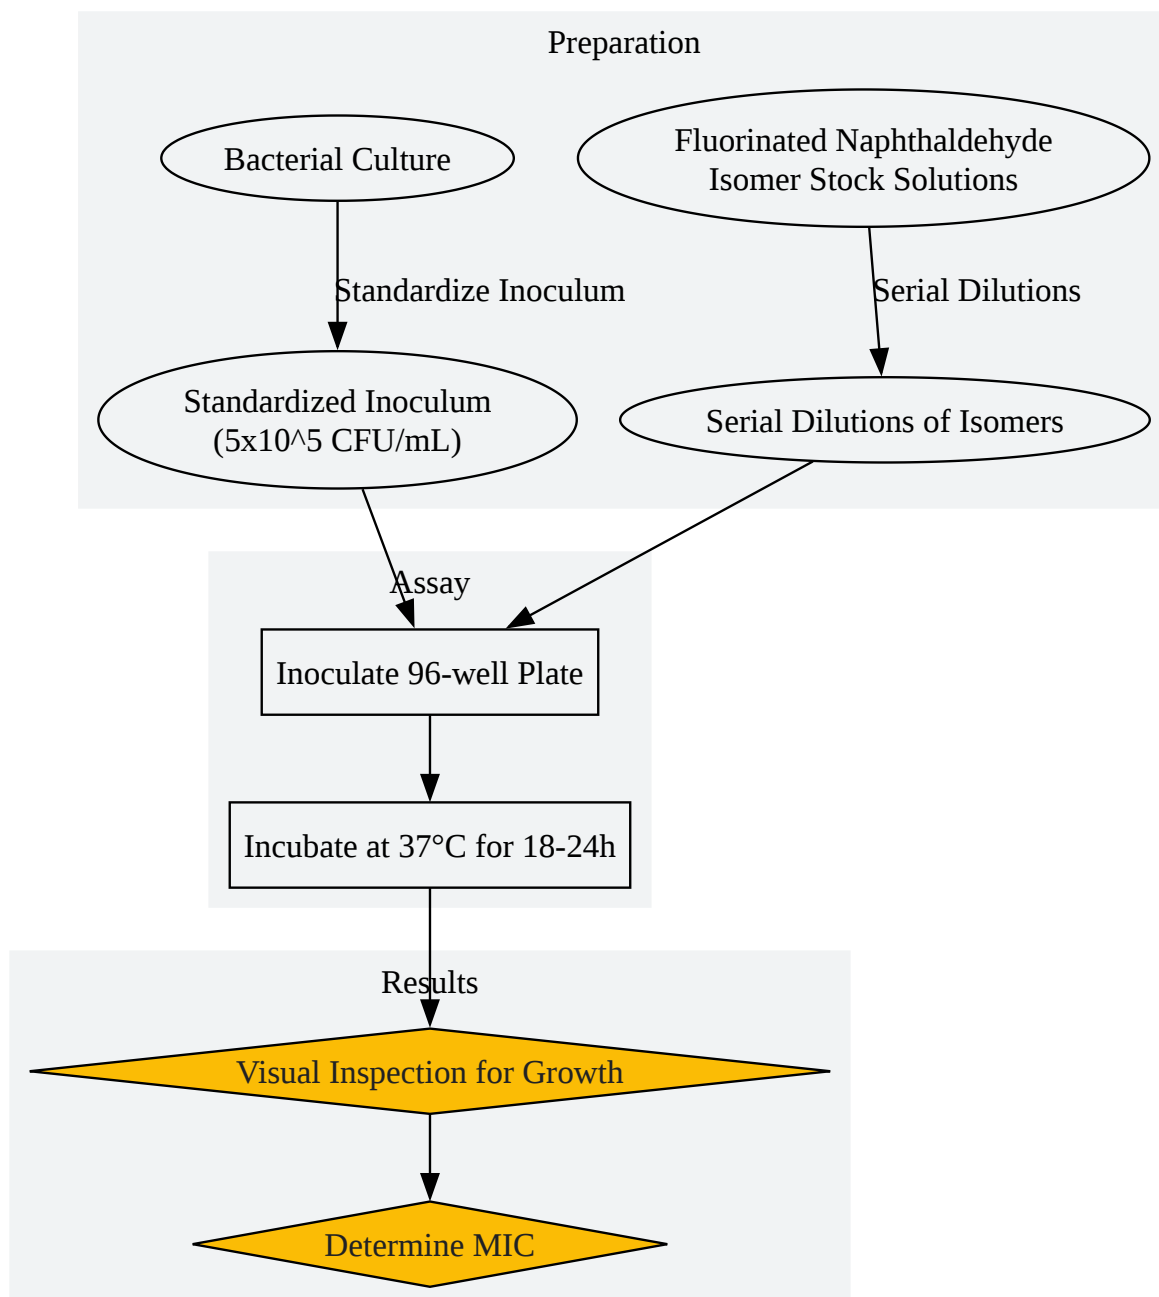 Preparation
Bacterial Culture
Fluorinated Naphthaldehyde
Isomer Stock Solutions
Standardize Inoculum
Serial Dilutions
Standardized Inoculum
(5x10^5 CFU/mL)
Serial Dilutions of Isomers
Assay
Inoculate 96-well Plate
Incubate at 37°C for 18-24h
Results
Visual Inspection for Growth
Determine MIC